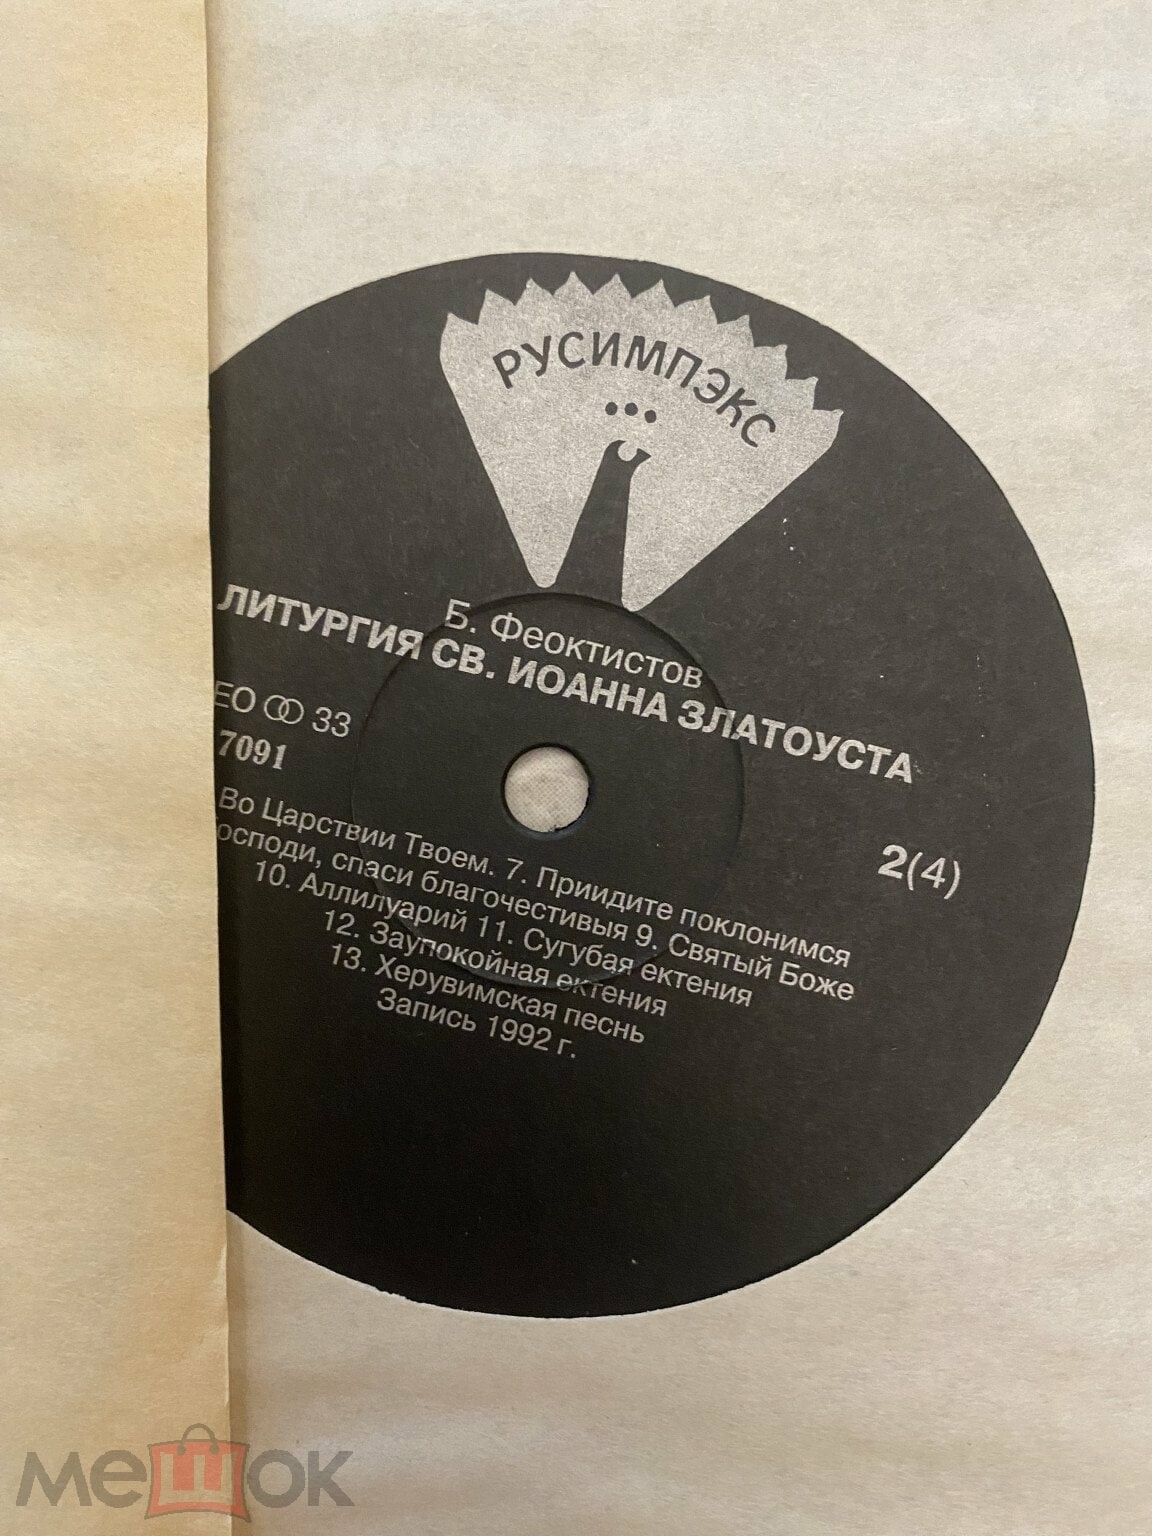 РУСИМПЭКС
Б. Феоктистов
ЛИТУРГИЯ СВ. ИОАННА ЗЛАТОУСТА
ЕО 33
7091
2(4)
Во Царствии Твоем. 7. Приидите поклонимся
осподи, спаси благочестивыя 9. Святый Боже
10. Аллилуарий 11. Сугубая ектения
12. Заупокойная ектения
13. Херувимская песнь
Запись 1992 г.
мешок